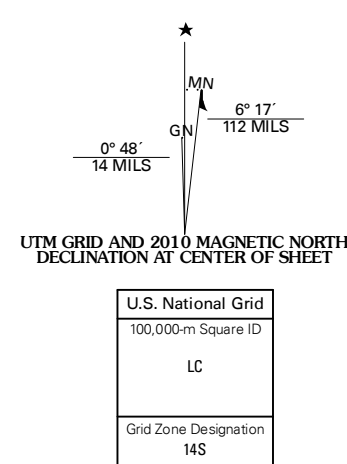 MN
GN
6° 17´
112 MILS
0° 48´
14 MILS
UTM GRID AND 2010 MAGNETIC NORTH
DECLINATION AT CENTER OF SHEET
U.S. National Grid
100,000-m Square ID
LC
Grid Zone Designation
14S